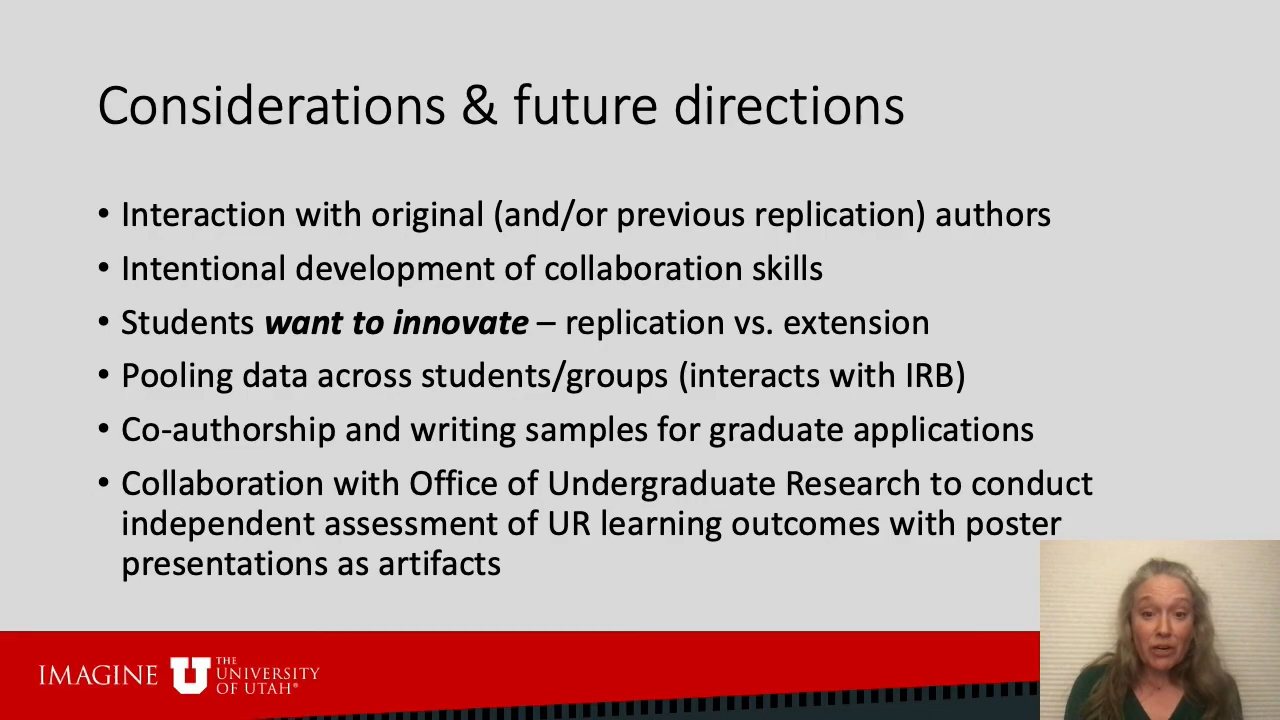 Considerations & future directions
• Interaction with original (and/or previous replication) authors
• Intentional development of collaboration skills
• Students want to innovate – replication vs. extension
• Pooling data across students/groups (interacts with IRB)
• Co-authorship and writing samples for graduate applications
• Collaboration with Office of Undergraduate Research to conduct
independent assessment of UR learning outcomes with poster
presentations as artifacts
IMAGINE U THE
UNIVERSITY
OF UTAH®